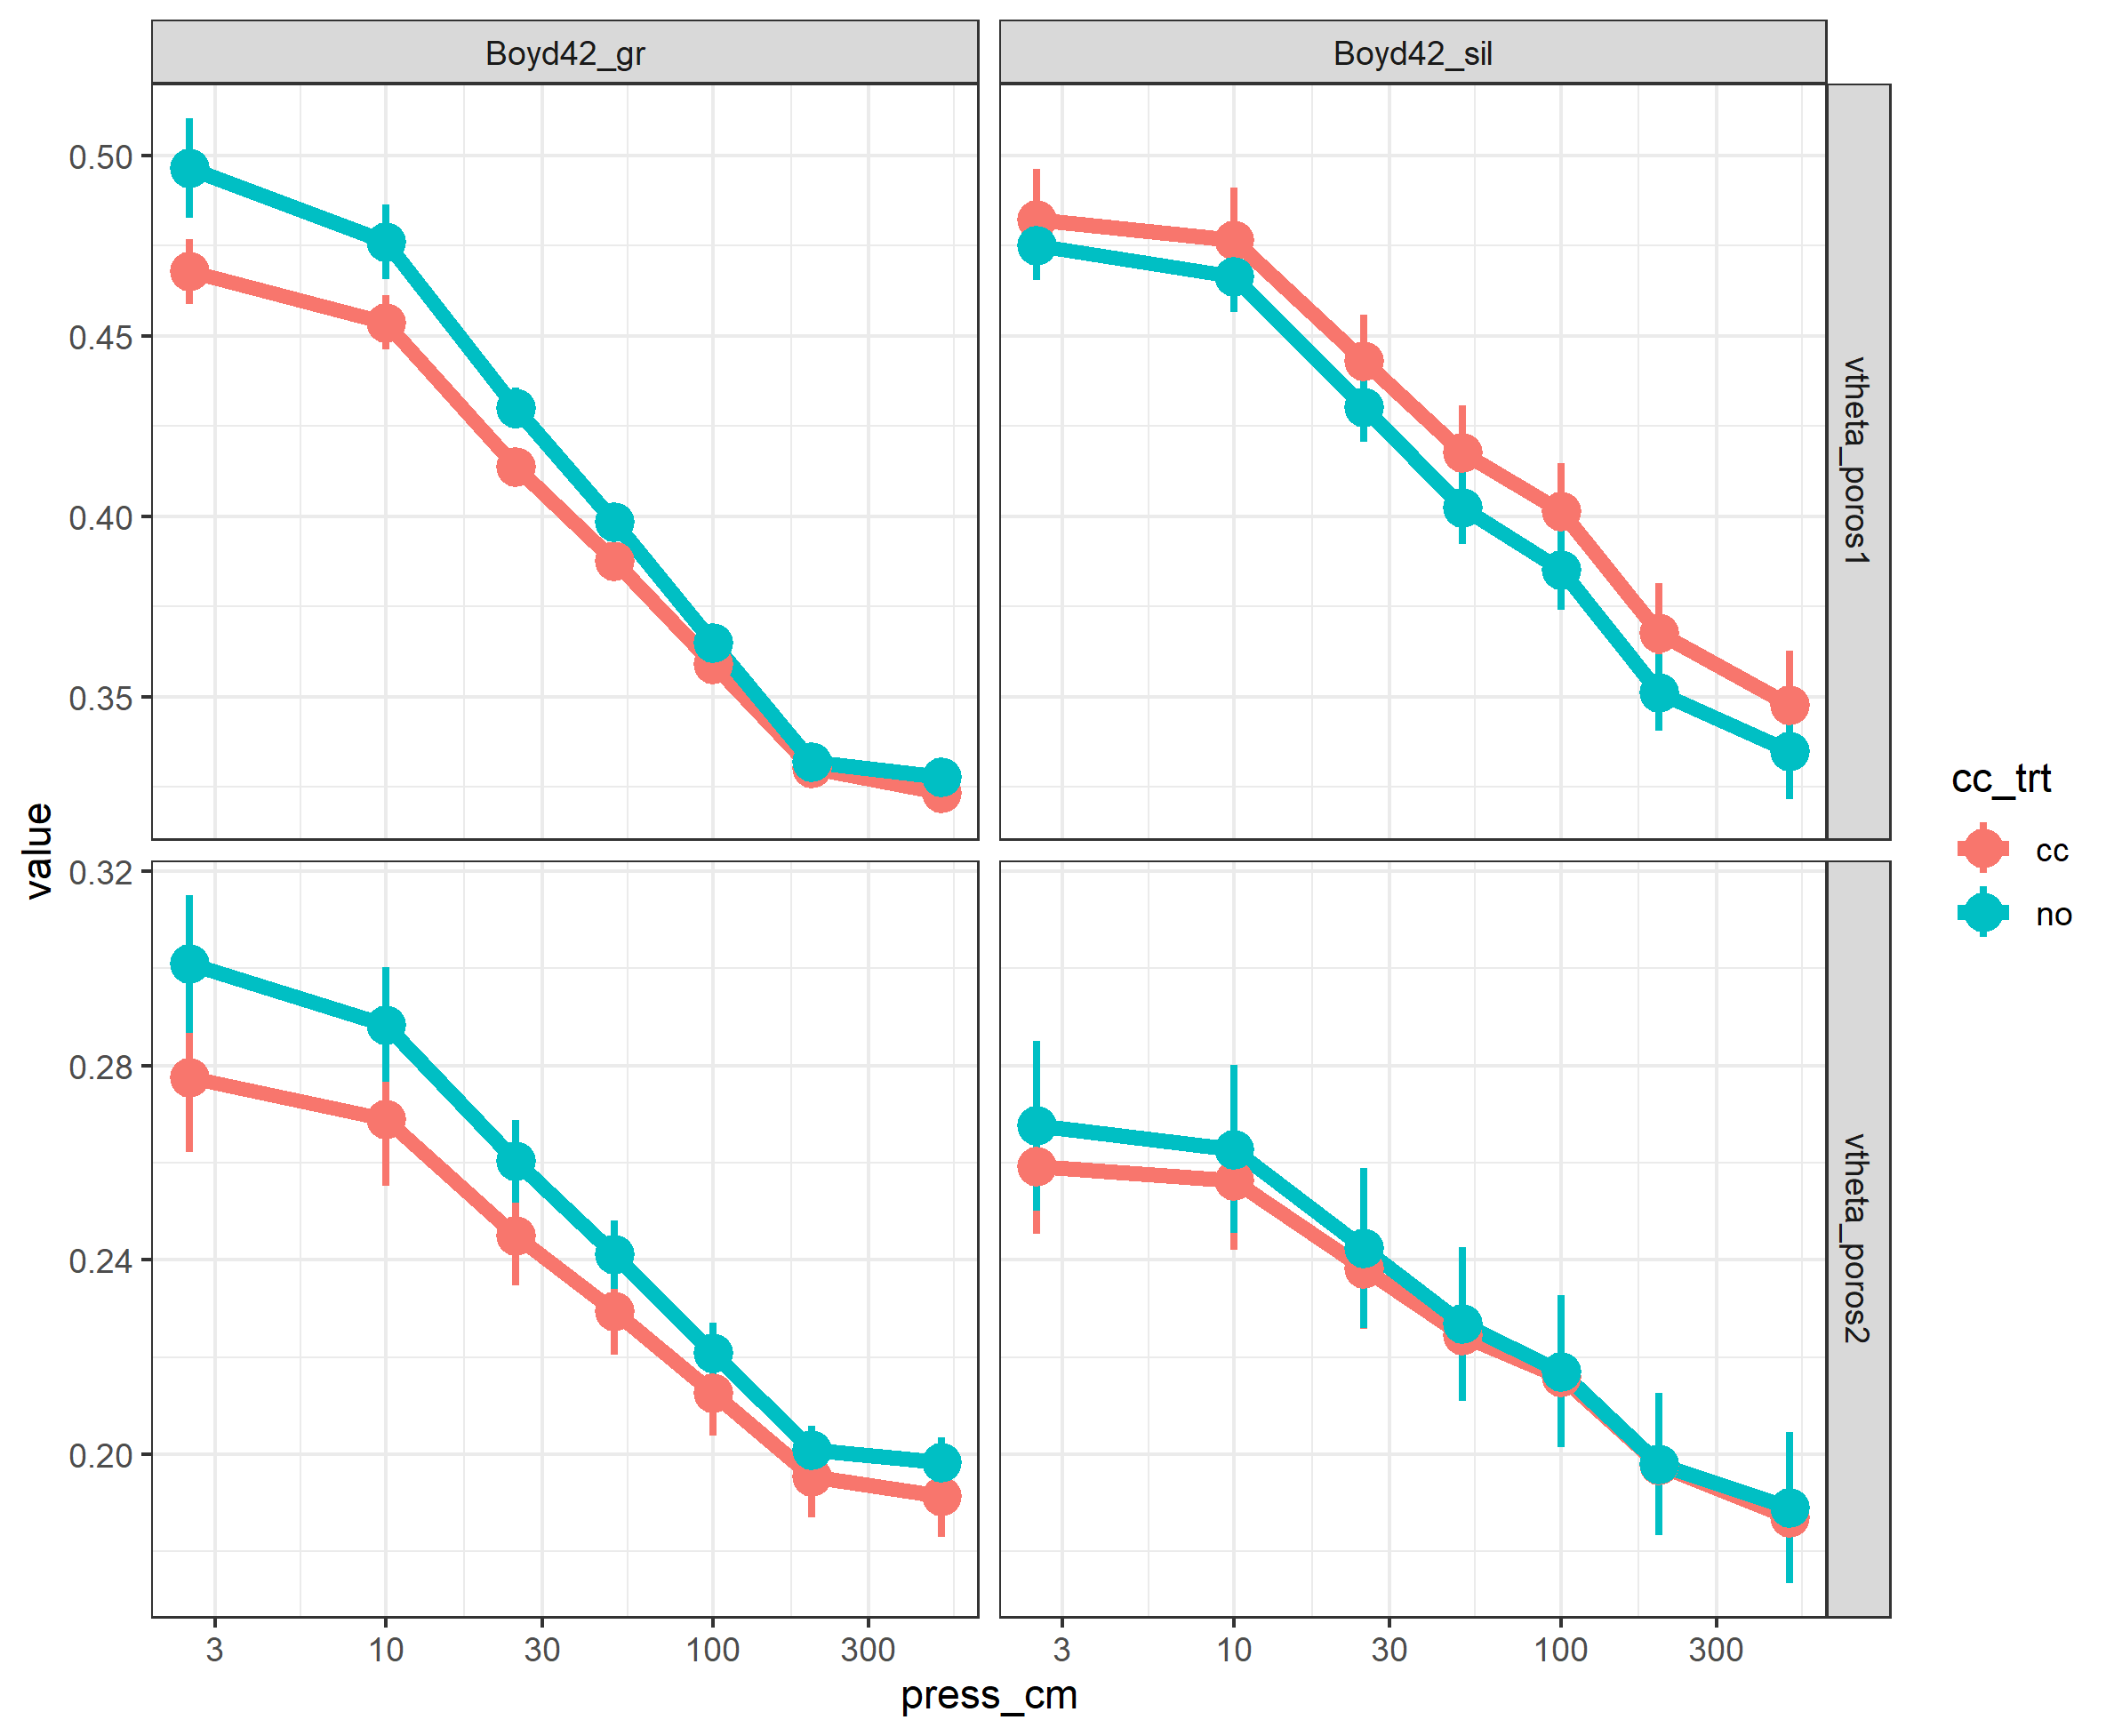 Boyd42_gr
Boyd42_sil
0.50
0.45
0.40
0.35
vtheta_poros1
0.32
0.28
0.24
0.20
vtheta_poros2
value
3 10 30 100 300
3 10 30 100 300
press_cm
cc_trt
cc
no